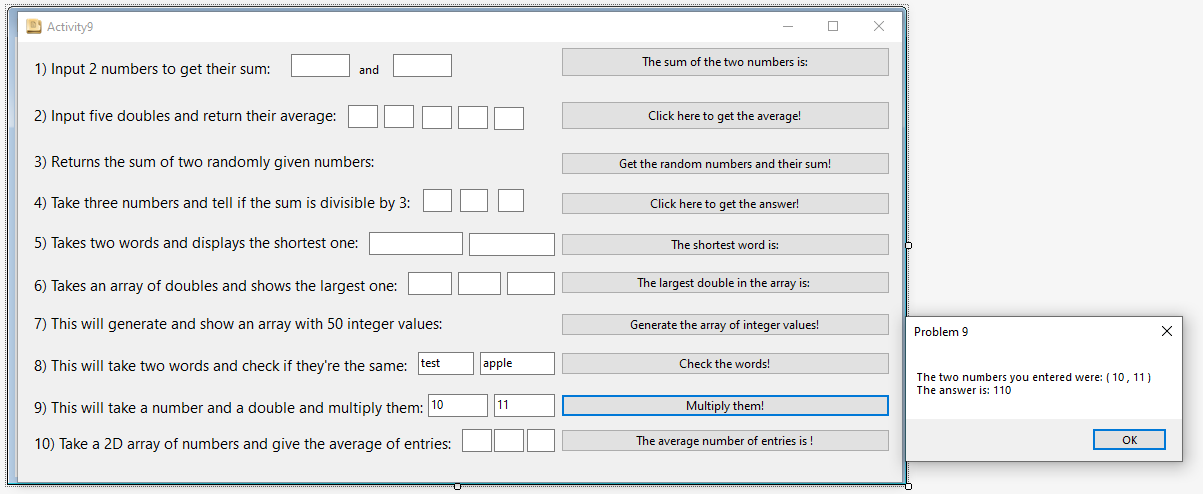 Activity9
1) Input 2 numbers to get their sum: and The sum of the two numbers is:
2) Input five doubles and return their average: Click here to get the average!
3) Returns the sum of two randomly given numbers: Get the random numbers and their sum!
4) Take three numbers and tell if the sum is divisible by 3: Click here to get the answer!
5) Takes two words and displays the shortest one: The shortest word is:
6) Takes an array of doubles and shows the largest one: The largest double in the array is:
7) This will generate and show an array with 50 integer values: Generate the array of integer values!
8) This will take two words and check if they're the same: test apple Check the words!
9) This will take a number and a double and multiply them: 10 11 Multiply them!
10) Take a 2D array of numbers and give the average of entries: The average number of entries is !
Problem 9
The two numbers you entered were: ( 10 , 11 )
The answer is: 110
OK